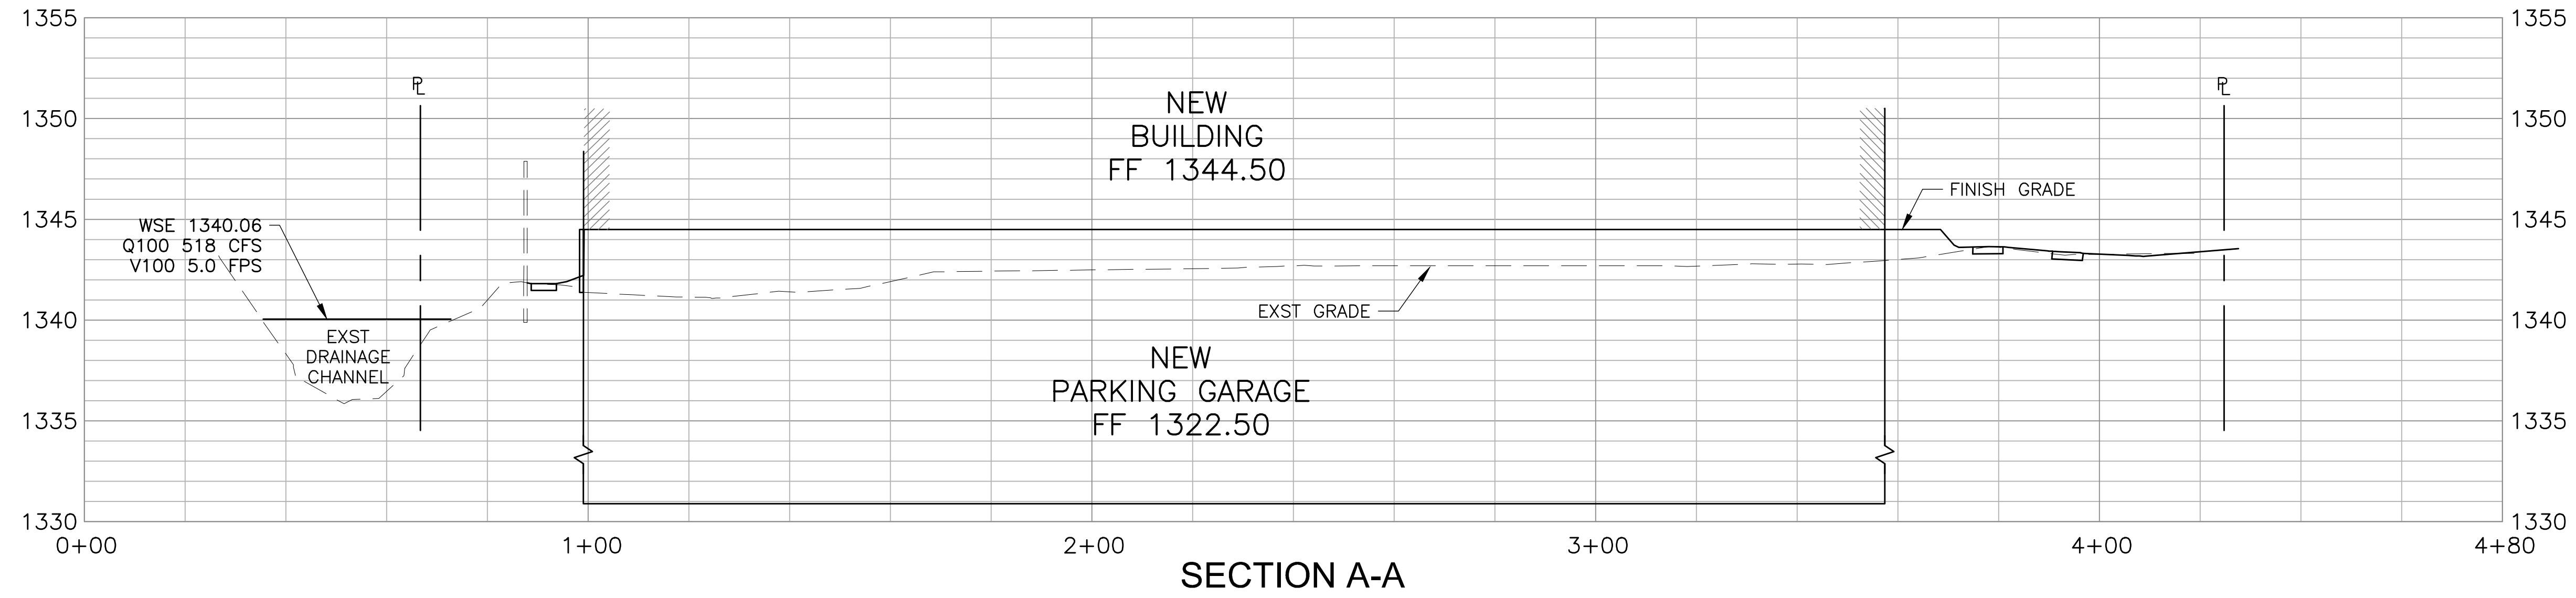 1355
1350
1345
1340
1335
1330
1355
1350
1345
1340
1335
1330
PL
PL
NEW
BUILDING
FF 1344.50
FINISH GRADE
WSE 1340.06
Q100 518 CFS
V100 5.0 FPS
EXST GRADE
EXST
DRAINAGE
CHANNEL
NEW
PARKING GARAGE
FF 1322.50
0+00
1+00
2+00
3+00
4+00
4+80
SECTION A-A